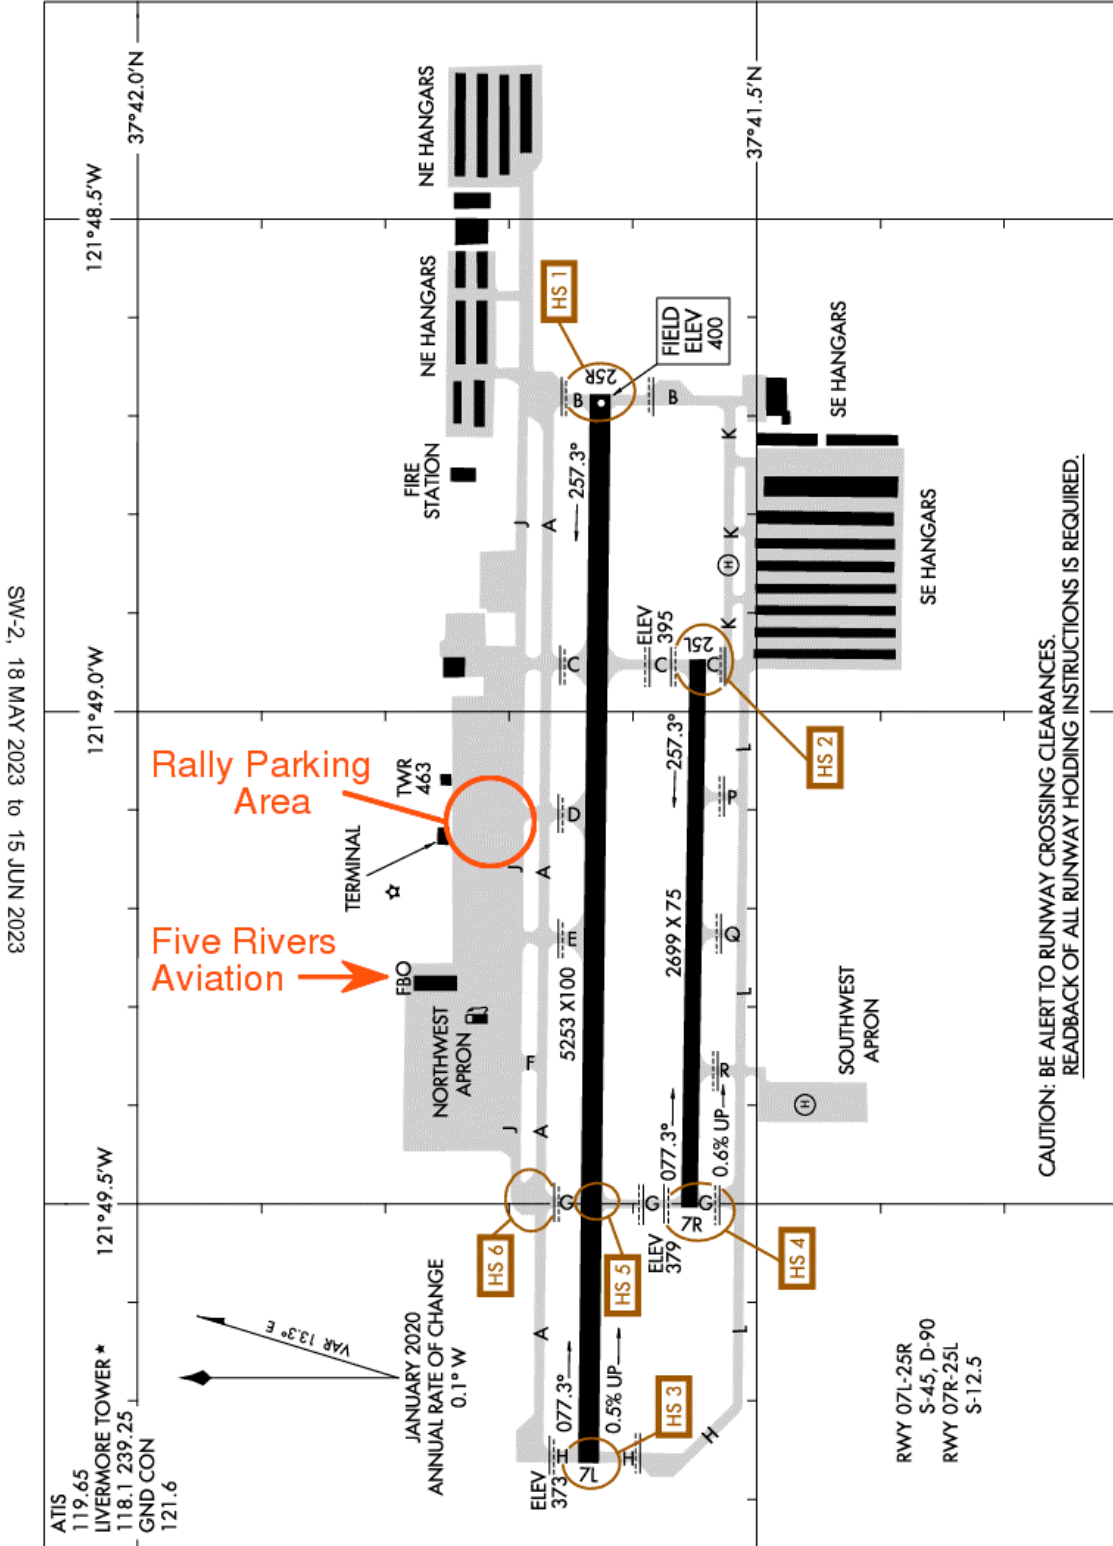 ATIS
119.65
LIVERMORE TOWER ★
118.1 239.25
GND CON
121.6
VAR 13.3° E
JANUARY 2020
ANNUAL RATE OF CHANGE
0.1° W
121°49.5'W
121°49.0'W
121°48.5'W
37°42.0'N
37°41.5'N
NE HANGARS
NE HANGARS
FIRE
STATION
TWR
463
TERMINAL
FBO
NORTHWEST
APRON
Rally Parking
Area
Five Rivers
Aviation
HS 1
HS 2
HS 3
HS 4
HS 5
HS 6
FIELD
ELEV
400
25R
B
B
257.3°
J
A
C
C
C
ELEV
395
25L
257.3°
K
K
K
H
D
J
A
E
P
Q
R
L
L
L
5253 X100
2699 X 75
F
J
A
A
G
G
G
077.3°
0.6% UP
7R
ELEV
379
077.3°
0.5% UP
7L
ELEV
373
H
H
H
SE HANGARS
SE HANGARS
SOUTHWEST
APRON
H
RWY 07L-25R
S-45, D-90
RWY 07R-25L
S-12.5
CAUTION: BE ALERT TO RUNWAY CROSSING CLEARANCES.
READBACK OF ALL RUNWAY HOLDING INSTRUCTIONS IS REQUIRED.
SW-2, 18 MAY 2023 to 15 JUN 2023